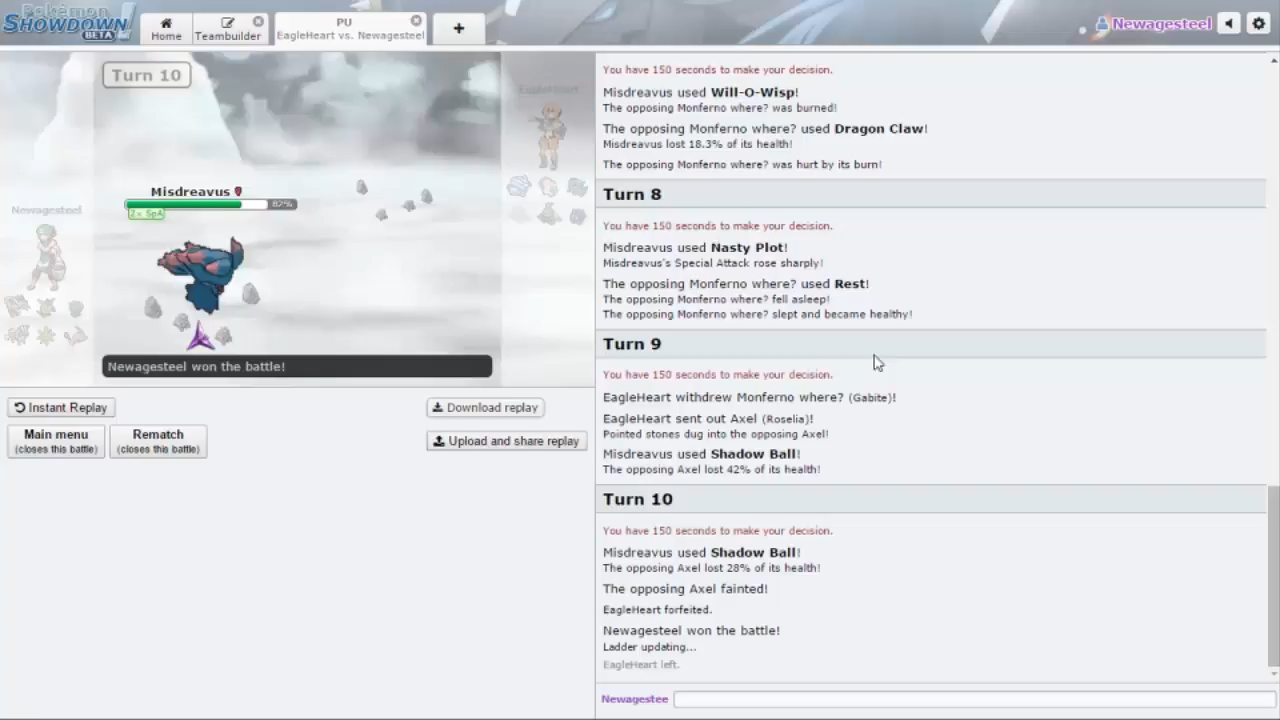 Pokémon
SHOWDOWN
BETA
Home
Teambuilder
PU
EagleHeart vs. Newagesteel
+
Newagesteel
Turn 10
EagleHeart
Misdreavus
82%
2x SpA
Newagesteel
Newagesteel won the battle!
Instant Replay
Download replay
Main menu
(closes this battle)
Rematch
(closes this battle)
Upload and share replay
You have 150 seconds to make your decision.
Misdreavus used Will-O-Wisp!
The opposing Monferno where? was burned!
The opposing Monferno where? used Dragon Claw!
Misdreavus lost 18.3% of its health!
The opposing Monferno where? was hurt by its burn!
Turn 8
You have 150 seconds to make your decision.
Misdreavus used Nasty Plot!
Misdreavus's Special Attack rose sharply!
The opposing Monferno where? used Rest!
The opposing Monferno where? fell asleep!
The opposing Monferno where? slept and became healthy!
Turn 9
You have 150 seconds to make your decision.
EagleHeart withdrew Monferno where? (Gabite)!
EagleHeart sent out Axel (Roselia)!
Pointed stones dug into the opposing Axel!
Misdreavus used Shadow Ball!
The opposing Axel lost 42% of its health!
Turn 10
You have 150 seconds to make your decision.
Misdreavus used Shadow Ball!
The opposing Axel lost 28% of its health!
The opposing Axel fainted!
EagleHeart forfeited.
Newagesteel won the battle!
Ladder updating...
EagleHeart left.
Newagestee